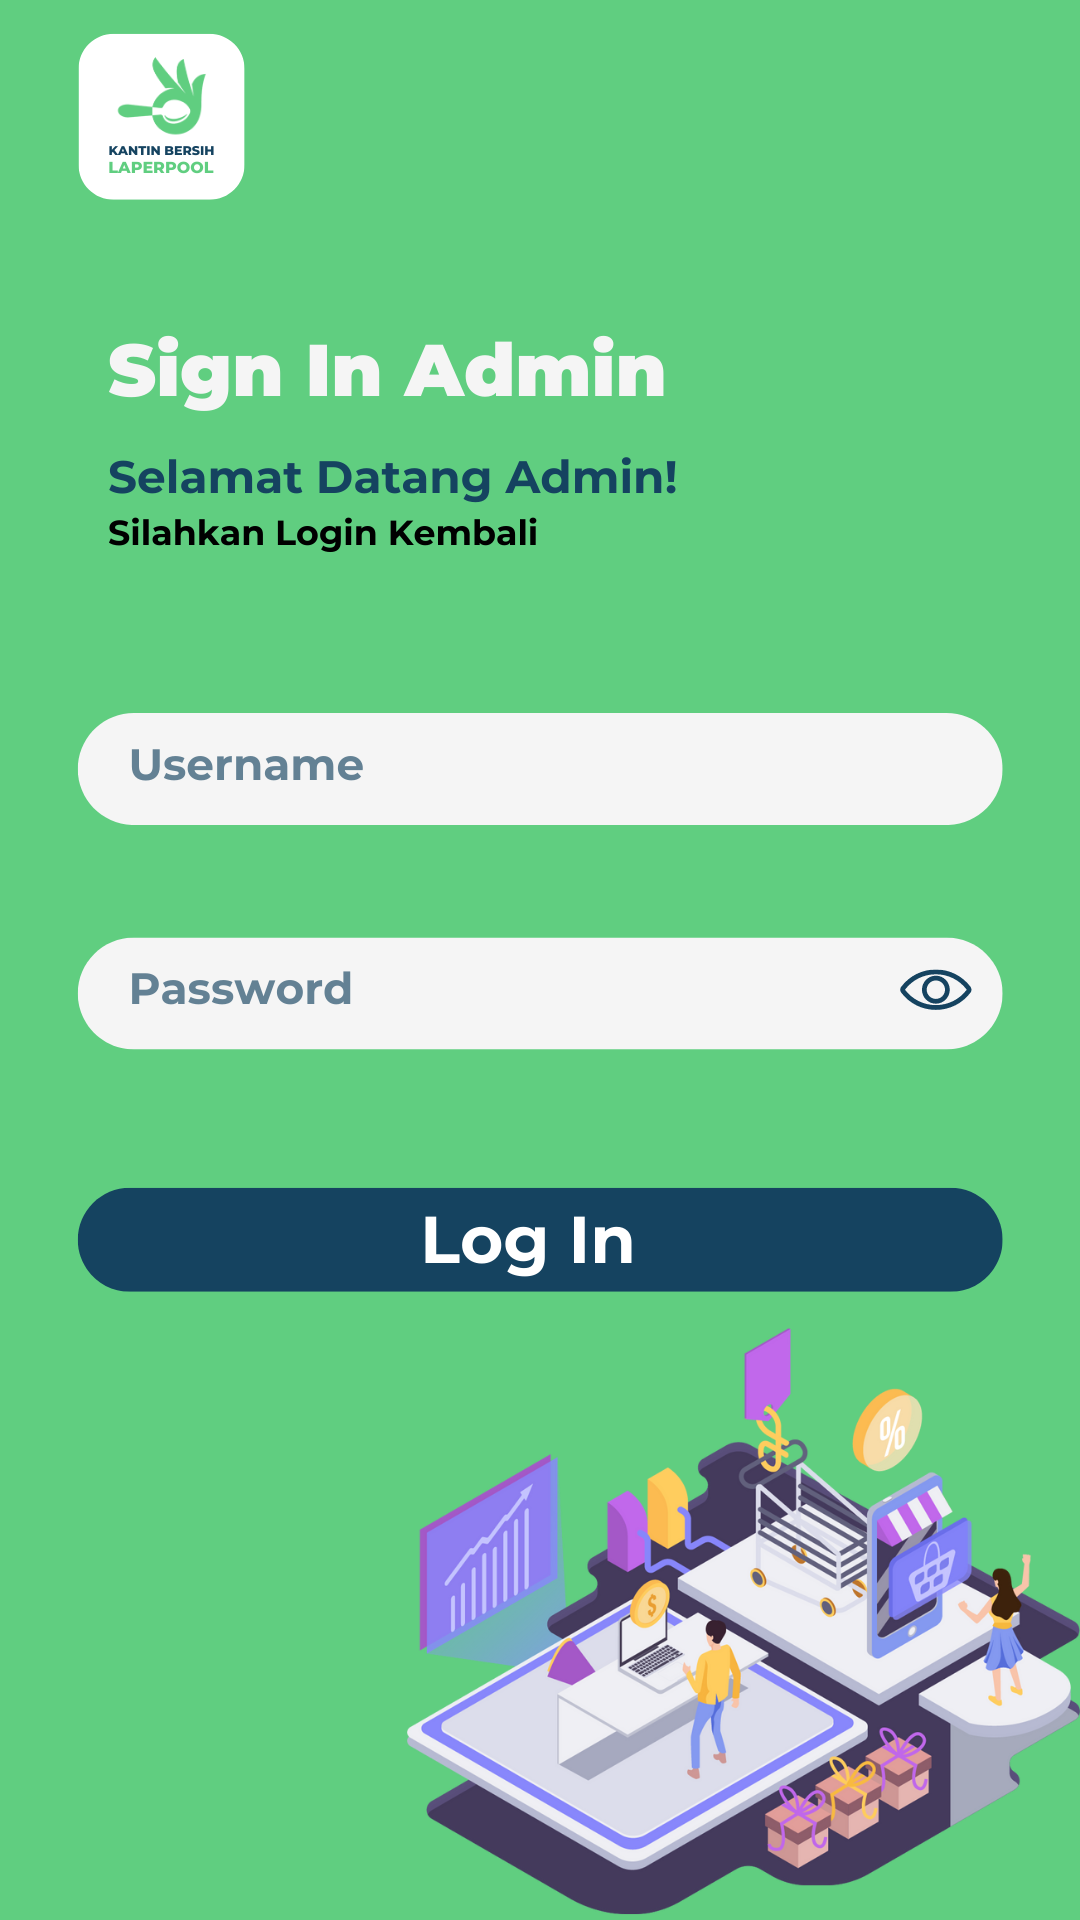 KANTIN BERSIH
LAPERPOOL
Sign In Admin
Selamat Datang Admin!
Silahkan Login Kembali
Username
Password
Log In
%
$